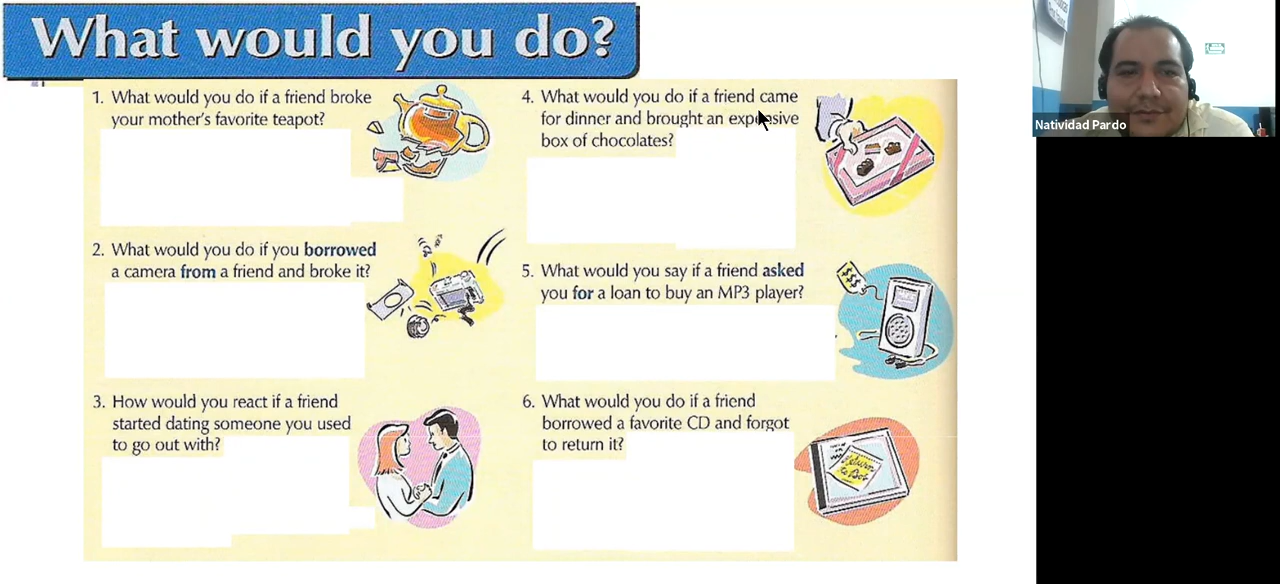 What would you do?
1. What would you do if a friend broke
your mother's favorite teapot?
2. What would you do if you borrowed
a camera from a friend and broke it?
3. How would you react if a friend
started dating someone you used
to go out with?
4. What would you do if a friend came
for dinner and brought an expensive
box of chocolates?
5. What would you say if a friend asked
you for a loan to buy an MP3 player?
6. What would you do if a friend
borrowed a favorite CD and forgot
to return it?
Return
to Bob
Natividad Pardo